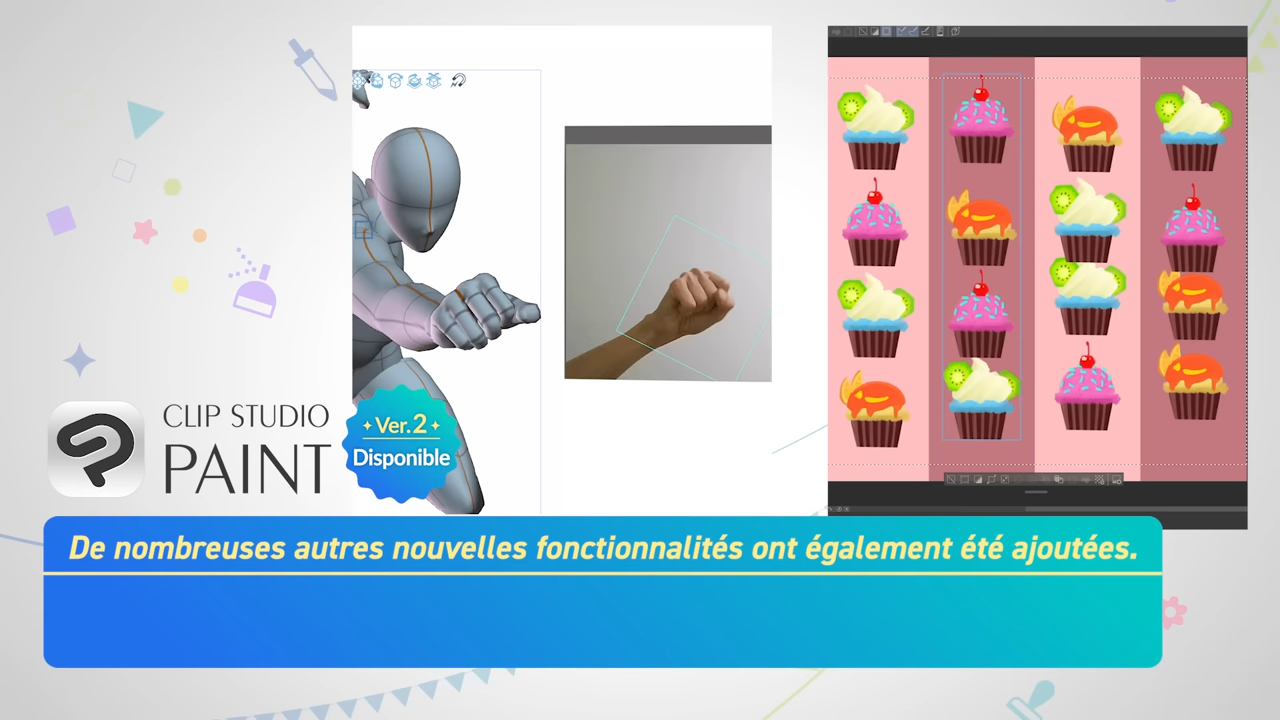 CLIP STUDIO
PAINT
Ver.2
Disponible
De nombreuses autres nouvelles fonctionnalités ont également été ajoutées.